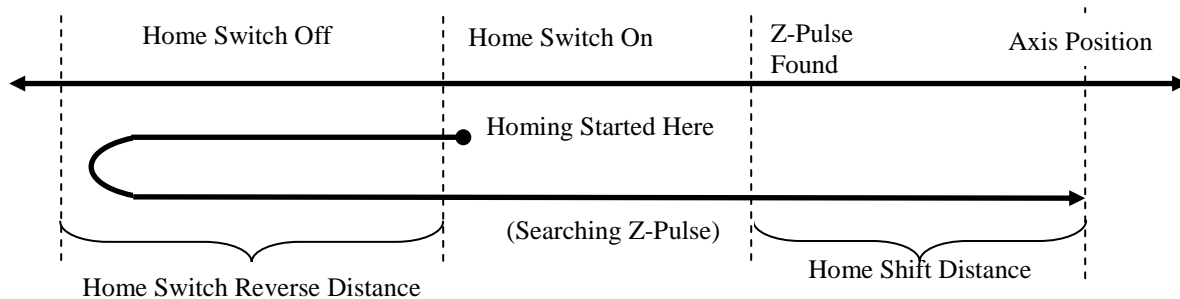 Home Switch Off
Home Switch On
Z-Pulse
Found
Axis Position
Homing Started Here
(Searching Z-Pulse)
Home Shift Distance
Home Switch Reverse Distance